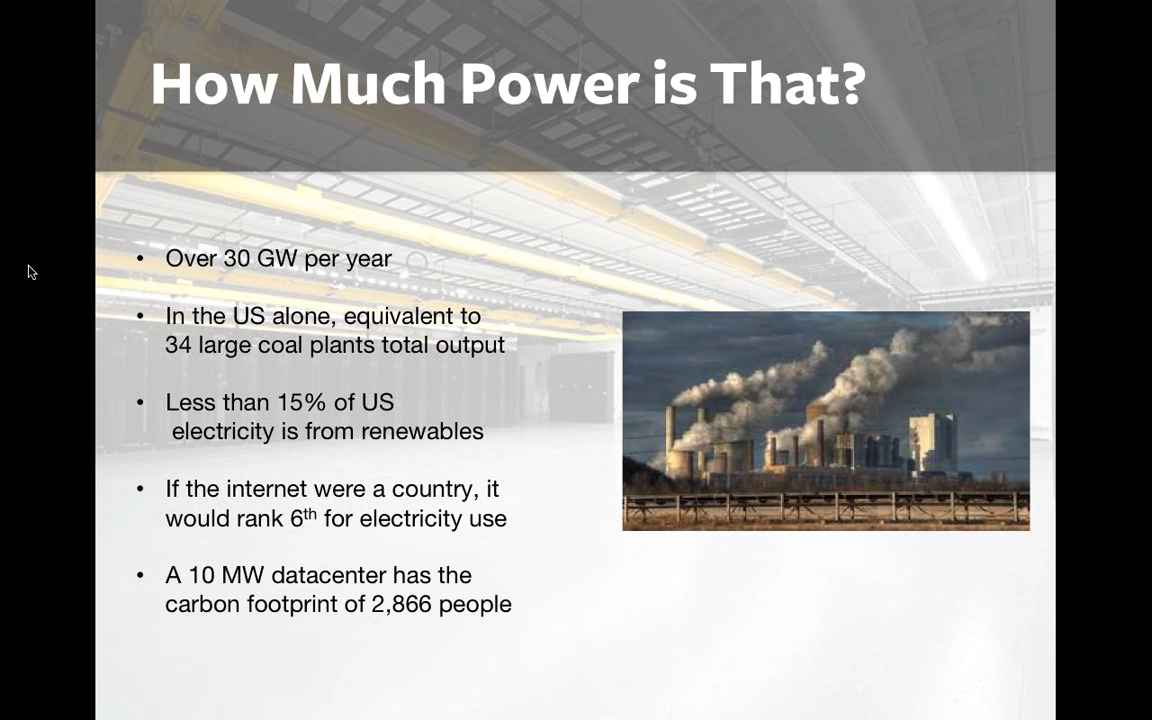 How Much Power is That?
• Over 30 GW per year
• In the US alone, equivalent to
34 large coal plants total output
• Less than 15% of US
electricity is from renewables
• If the internet were a country, it
would rank 6th for electricity use
• A 10 MW datacenter has the
carbon footprint of 2,866 people